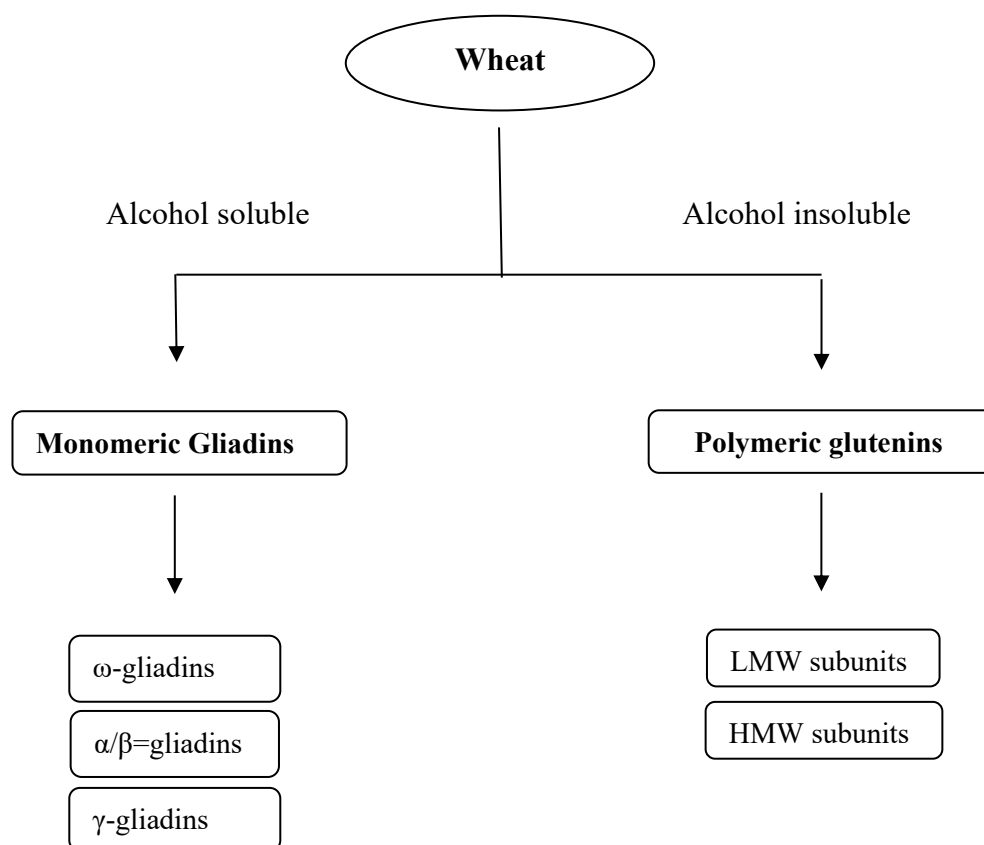 Wheat
Alcohol soluble
Alcohol insoluble
Monomeric Gliadins
Polymeric glutenins
ω-gliadins
α/β=gliadins
γ-gliadins
LMW subunits
HMW subunits